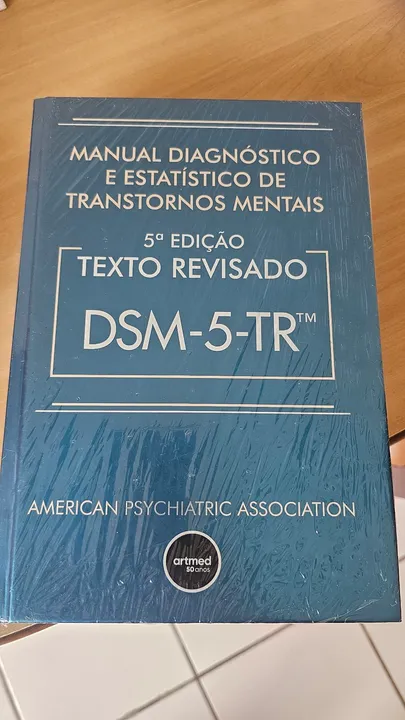 MANUAL DIAGNÓSTICO
E ESTATÍSTICO DE
TRANSTORNOS MENTAIS
5ª EDIÇÃO
TEXTO REVISADO
DSM-5-TR™
AMERICAN PSYCHIATRIC ASSOCIATION
artmed
50 anos